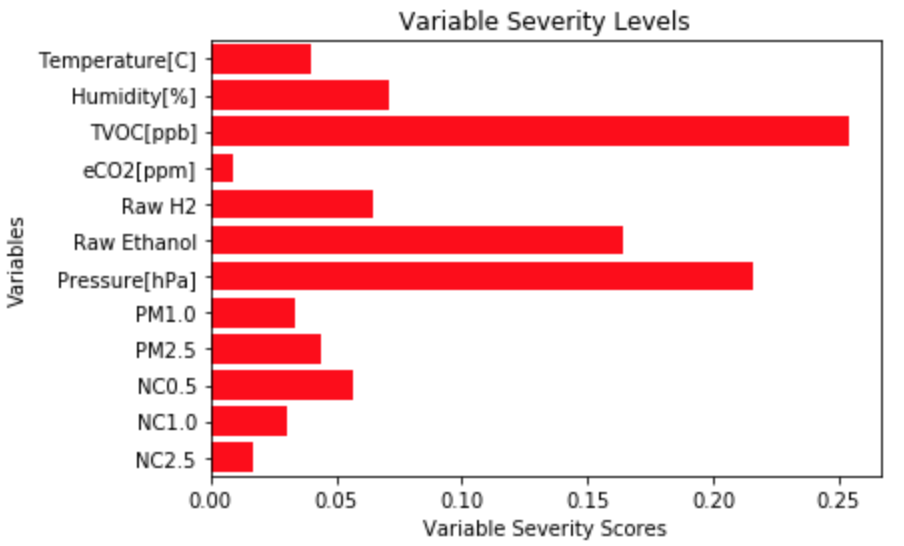 Variable Severity Levels
Temperature[C]
Humidity[%]
TVOC[ppb]
eCO2[ppm]
Raw H2
Raw Ethanol
Pressure[hPa]
PM1.0
PM2.5
NC0.5
NC1.0
NC2.5
Variables
0.00 0.05 0.10 0.15 0.20 0.25
Variable Severity Scores